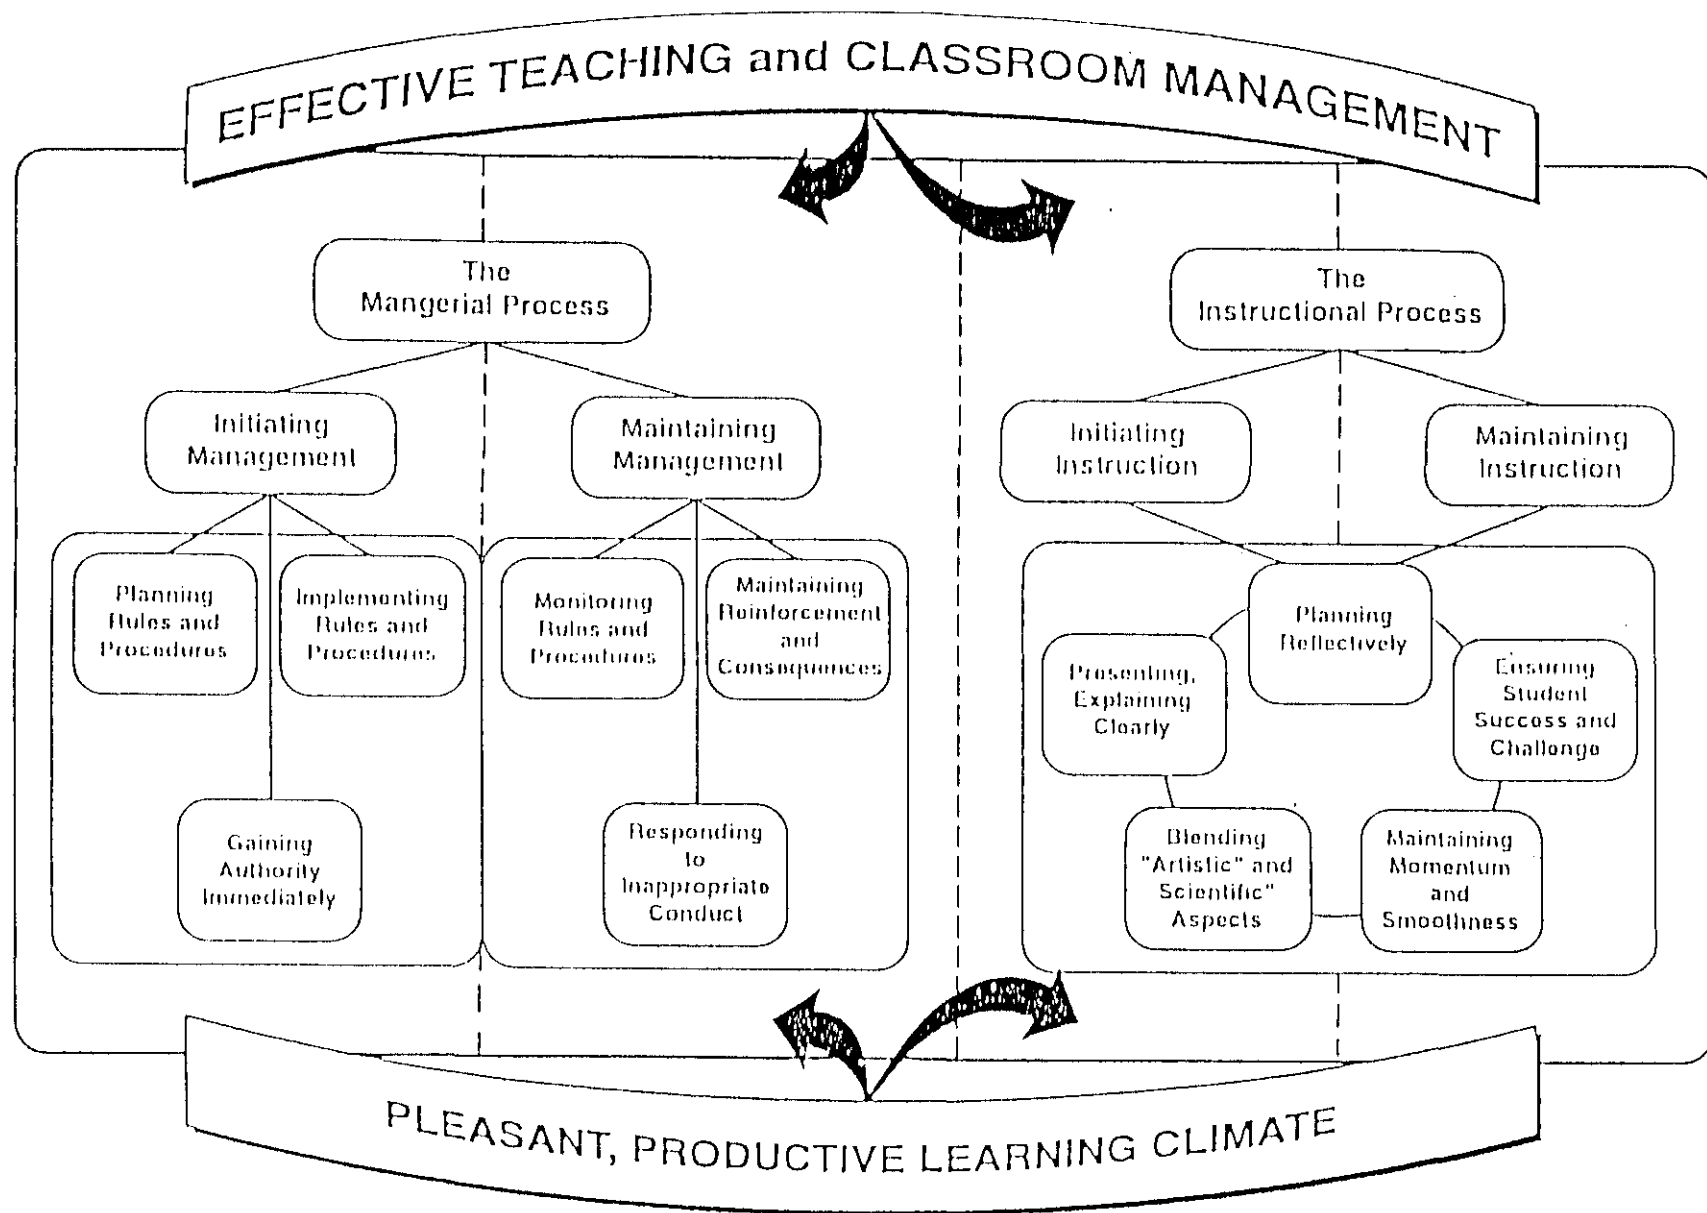 EFFECTIVE TEACHING and CLASSROOM MANAGEMENT
The
Mangerial Process
The
Instructional Process
Initiating
Management
Maintaining
Management
Initiating
Instruction
Maintaining
Instruction
Planning
Rules and
Procedures
Implementing
Rules and
Procedures
Gaining
Authority
Immediately
Monitoring
Rules and
Procedures
Maintaining
Reinforcement
and
Consequences
Responding
to
Inappropriate
Conduct
Planning
Reflectively
Presenting,
Explaining
Clearly
Ensuring
Student
Success and
Challenge
Blending
"Artistic" and
Scientific"
Aspects
Maintaining
Momentum
and
Smoothness
PLEASANT, PRODUCTIVE LEARNING CLIMATE